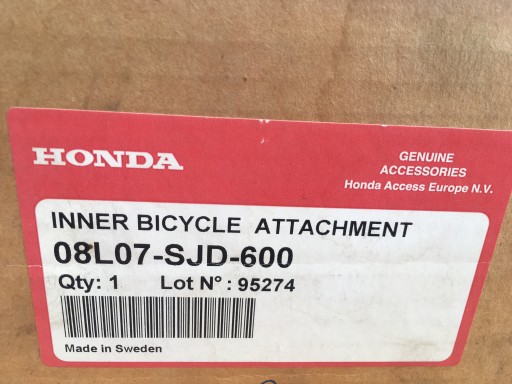 HONDA
GENUINE
ACCESSORIES
Honda Access Europe N.V.
INNER BICYCLE ATTACHMENT
08L07-SJD-600
Qty: 1 Lot N° : 95274
Made in Sweden